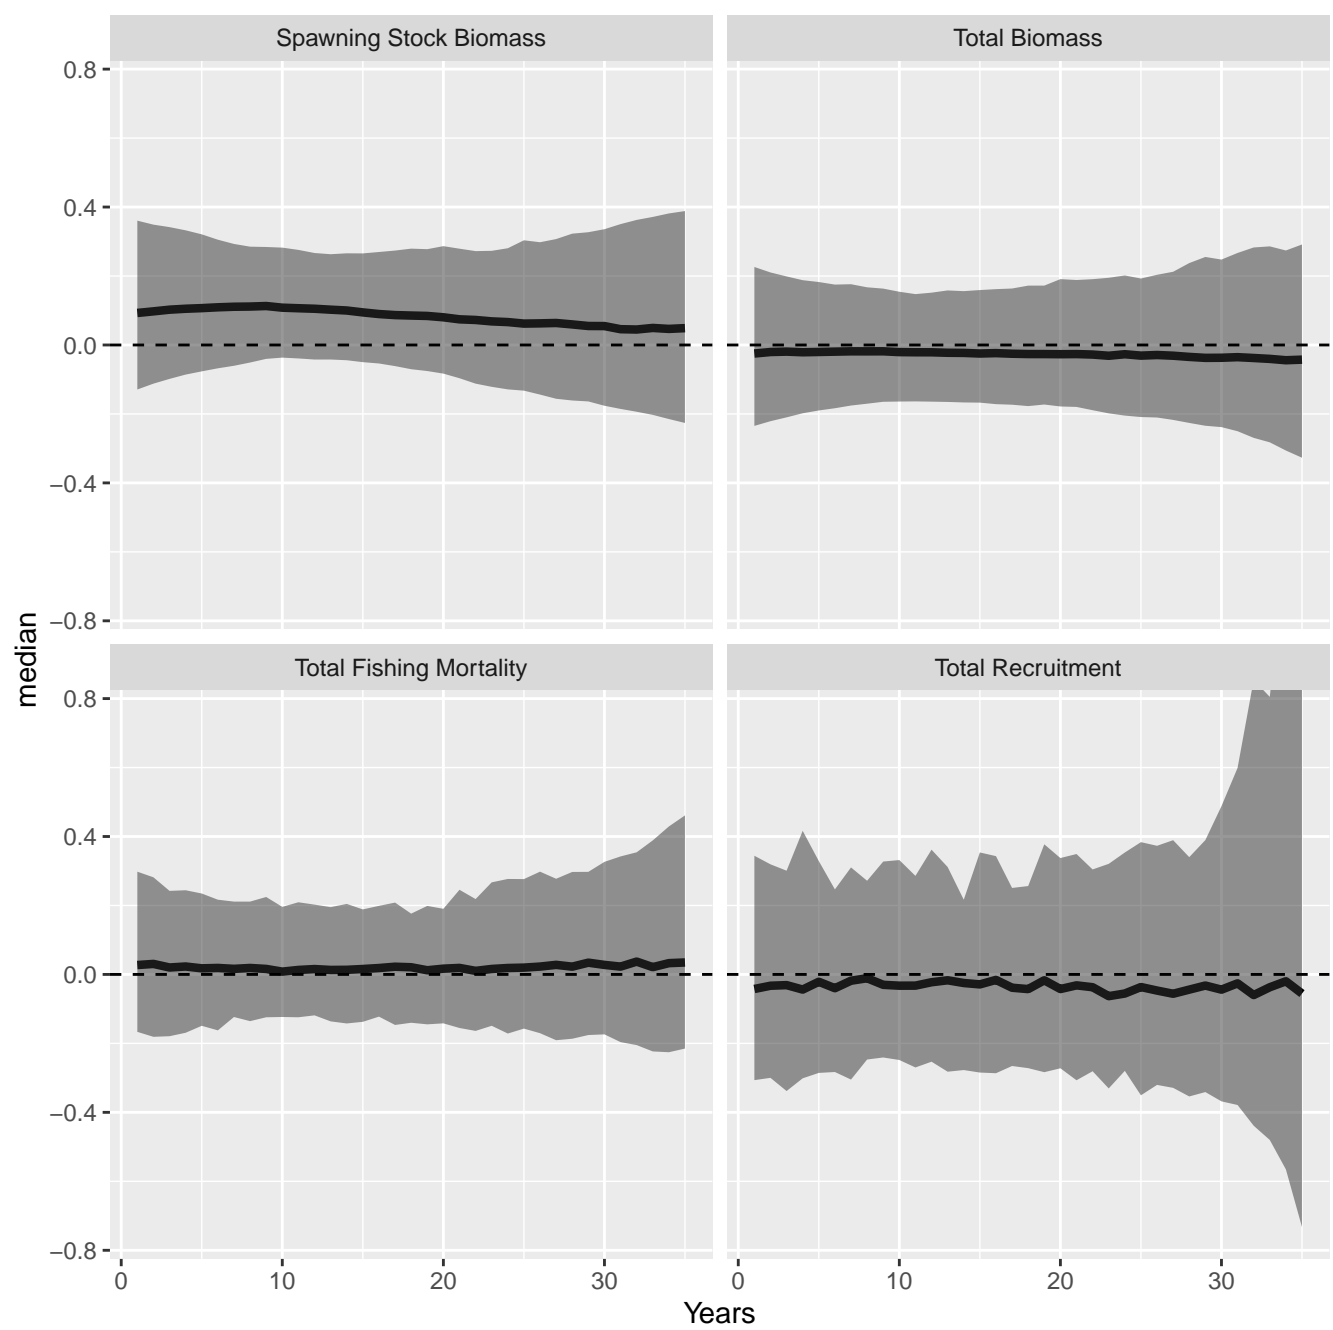 Spawning Stock Biomass
Total Biomass
0.8
0.4
0.0
−0.4
−0.8
median
Total Fishing Mortality
Total Recruitment
0.8
0.4
0.0
−0.4
−0.8
0 10 20 30
0 10 20 30
Years